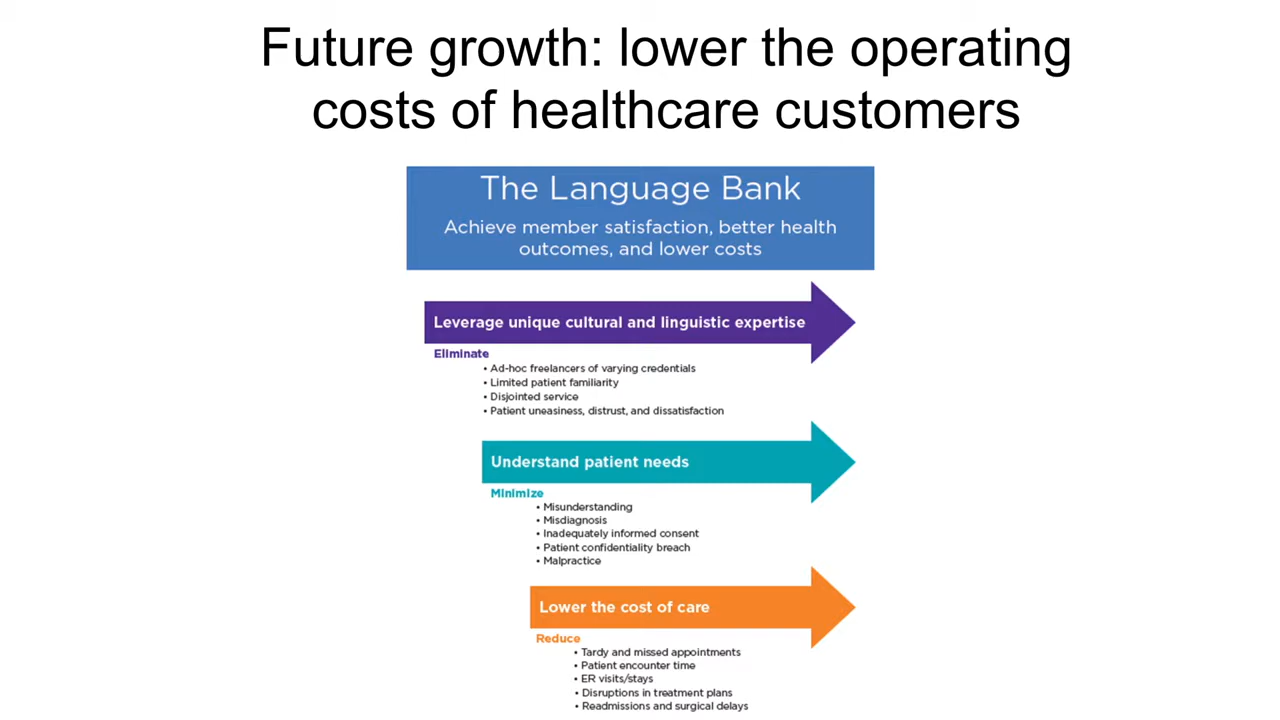 Future growth: lower the operating
costs of healthcare customers
The Language Bank
Achieve member satisfaction, better health
outcomes, and lower costs
Leverage unique cultural and linguistic expertise
Eliminate
• Ad-hoc freelancers of varying credentials
• Limited patient familiarity
• Disjointed service
• Patient uneasiness, distrust, and dissatisfaction
Understand patient needs
Minimize
• Misunderstanding
• Misdiagnosis
• Inadequately informed consent
• Patient confidentiality breach
• Malpractice
Lower the cost of care
Reduce
• Tardy and missed appointments
• Patient encounter time
• ER visits/stays
• Disruptions in treatment plans
• Readmissions and surgical delays